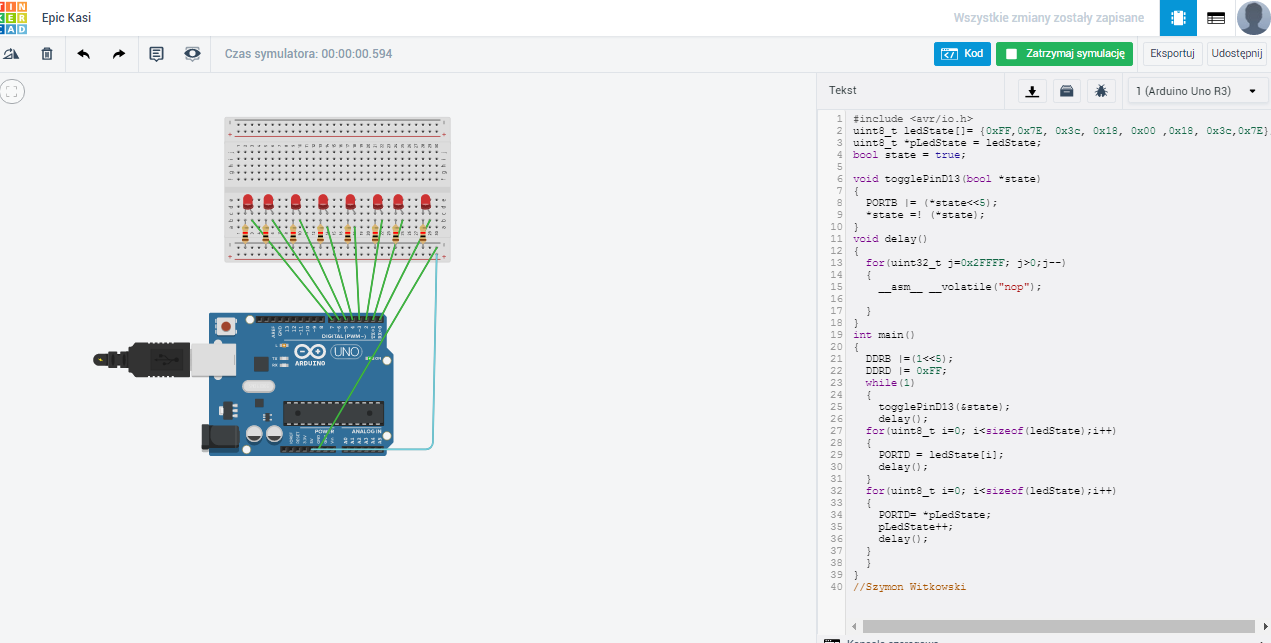 TIN
KER
CAD
Epic Kasi
Wszystkie zmiany zostały zapisane
Czas symulatora: 00:00:00.594
Kod
Zatrzymaj symulację
Eksportuj
Udostępnij
Tekst
1 (Arduino Uno R3)
1 #include <avr/io.h>
2 uint8_t ledState[]= {0xFF,0x7E, 0x3c, 0x18, 0x00 ,0x18, 0x3c,0x7E}
3 uint8_t *pLedState = ledState;
4 bool state = true;
5
6 void togglePinD13(bool *state)
7 {
8 PORTB |= (*state<<5);
9 *state =! (*state);
10 }
11 void delay()
12 {
13 for(uint32_t j=0x2FFFF; j>0;j--)
14 {
15 __asm__ __volatile("nop");
16
17 }
18 }
19 int main()
20 {
21 DDRB |=(1<<5);
22 DDRD |= 0xFF;
23 while(1)
24 {
25 togglePinD13(&state);
26 delay();
27 for(uint8_t i=0; i<sizeof(ledState);i++)
28 {
29 PORTD = ledState[i];
30 delay();
31 }
32 for(uint8_t i=0; i<sizeof(ledState);i++)
33 {
34 PORTD= *pLedState;
35 pLedState++;
36 delay();
37 }
38 }
39 }
40 //Szymon Witkowski
DIGITAL (PWM~)
UNO
ARDUINO
POWER
ANALOG IN